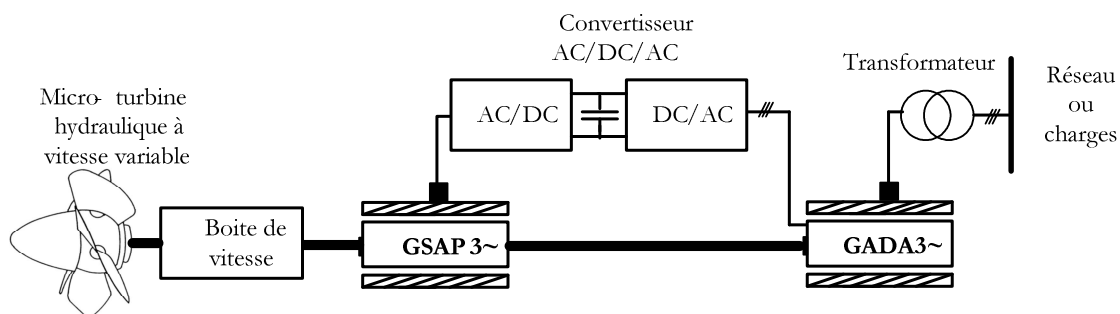 Convertisseur
AC/DC/AC
Transformateur
Réseau
ou
charges
Micro- turbine
hydraulique à
vitesse variable
AC/DC
DC/AC
Boite de
vitesse
GSAP 3~
GADA3~